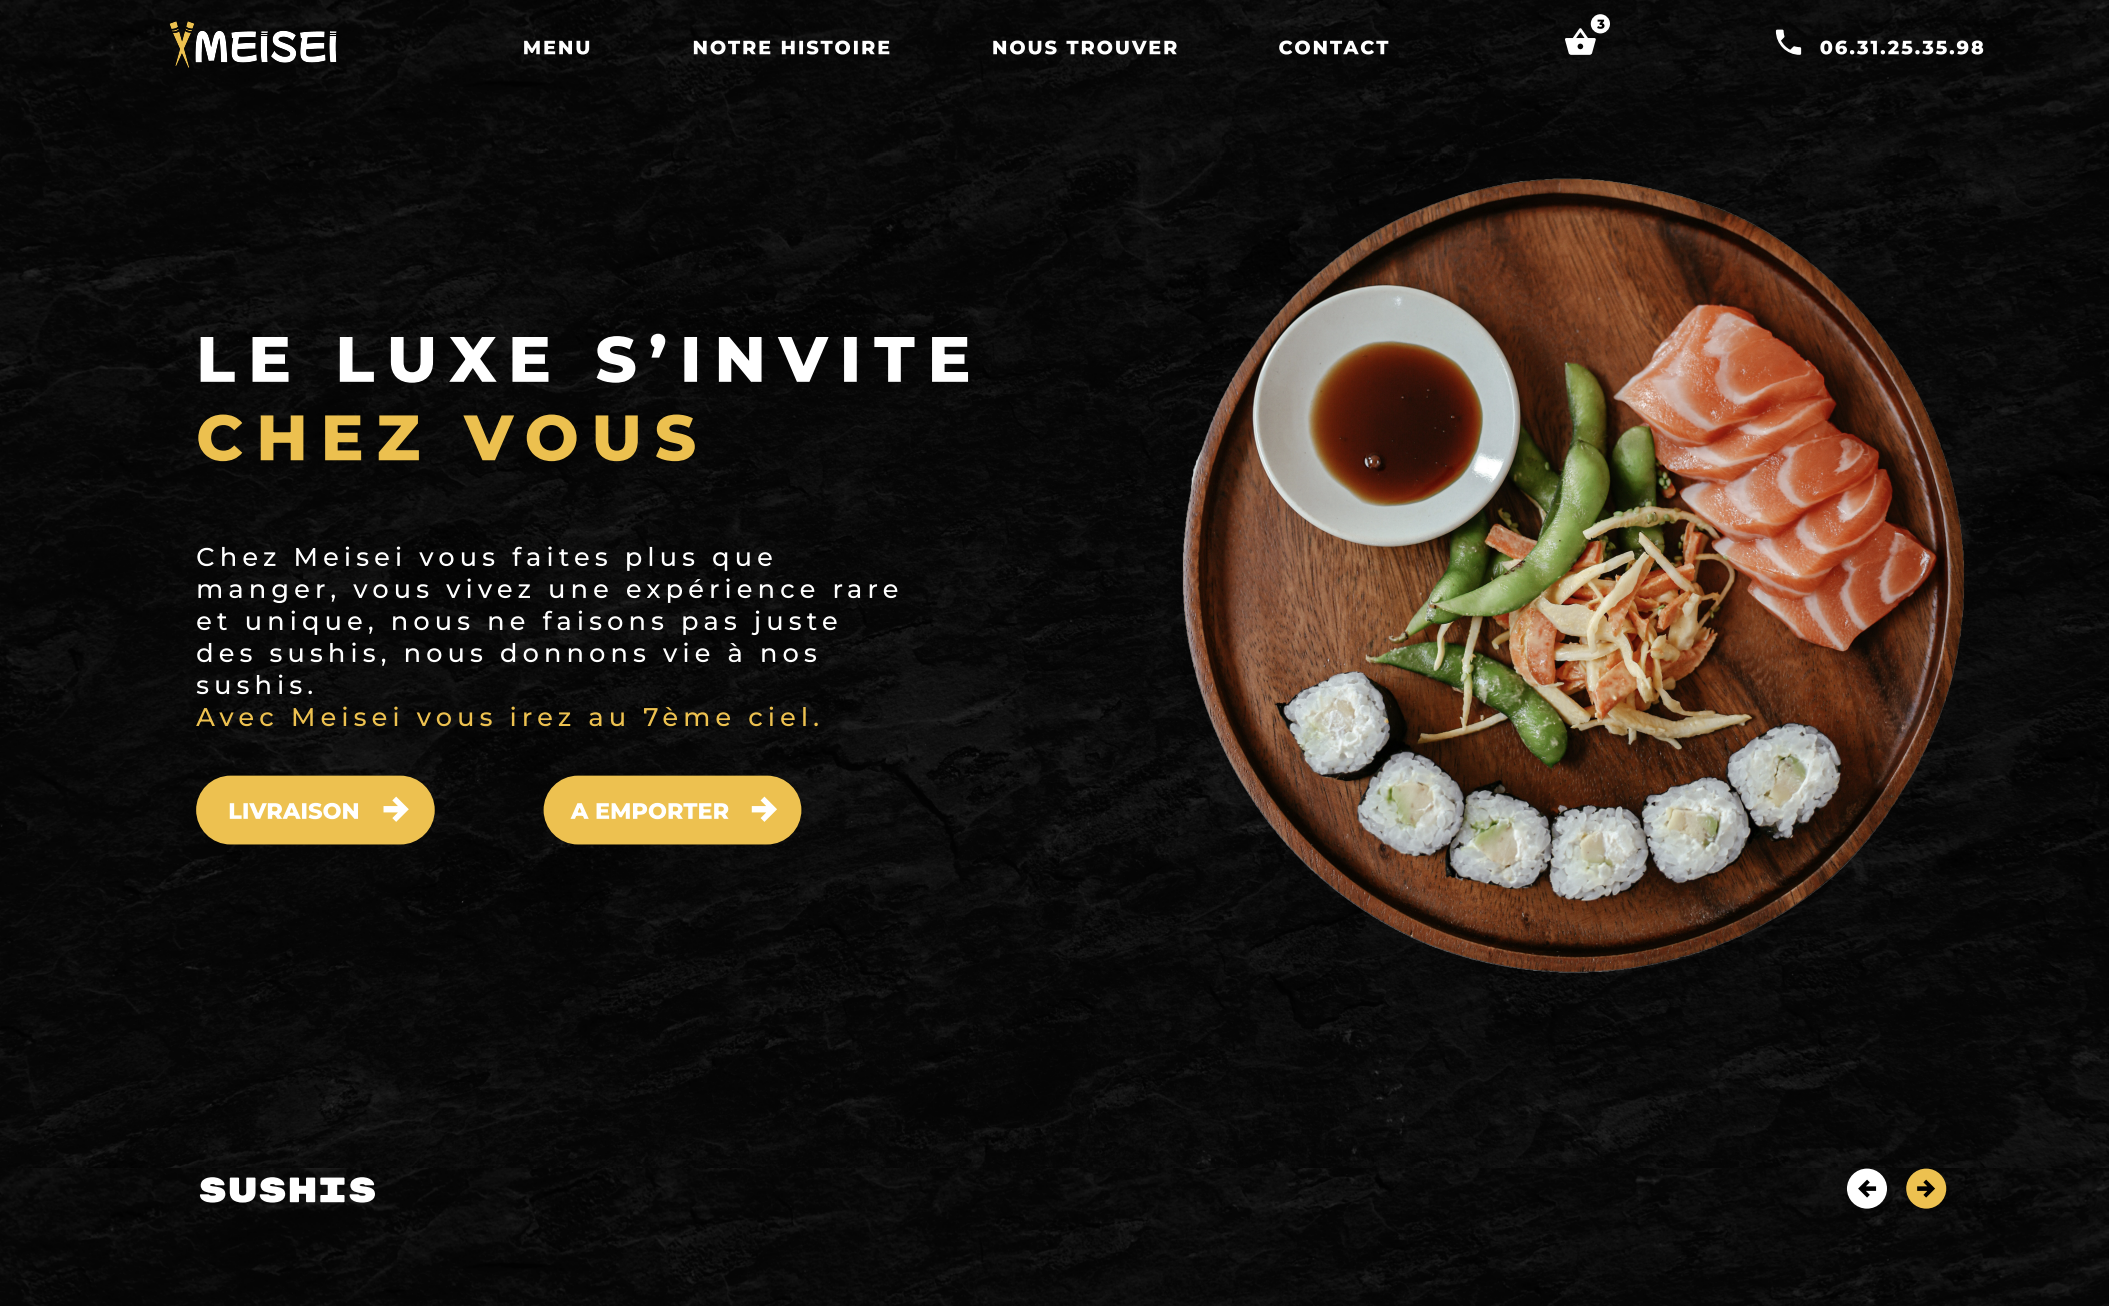 MEISEI
MENU
NOTRE HISTOIRE
NOUS TROUVER
CONTACT
3
06.31.25.35.98
LE LUXE S’INVITE
CHEZ VOUS
Chez Meisei vous faites plus que
manger, vous vivez une expérience rare
et unique, nous ne faisons pas juste
des sushis, nous donnons vie à nos
sushis.
Avec Meisei vous irez au 7ème ciel.
LIVRAISON
A EMPORTER
SUSHIS